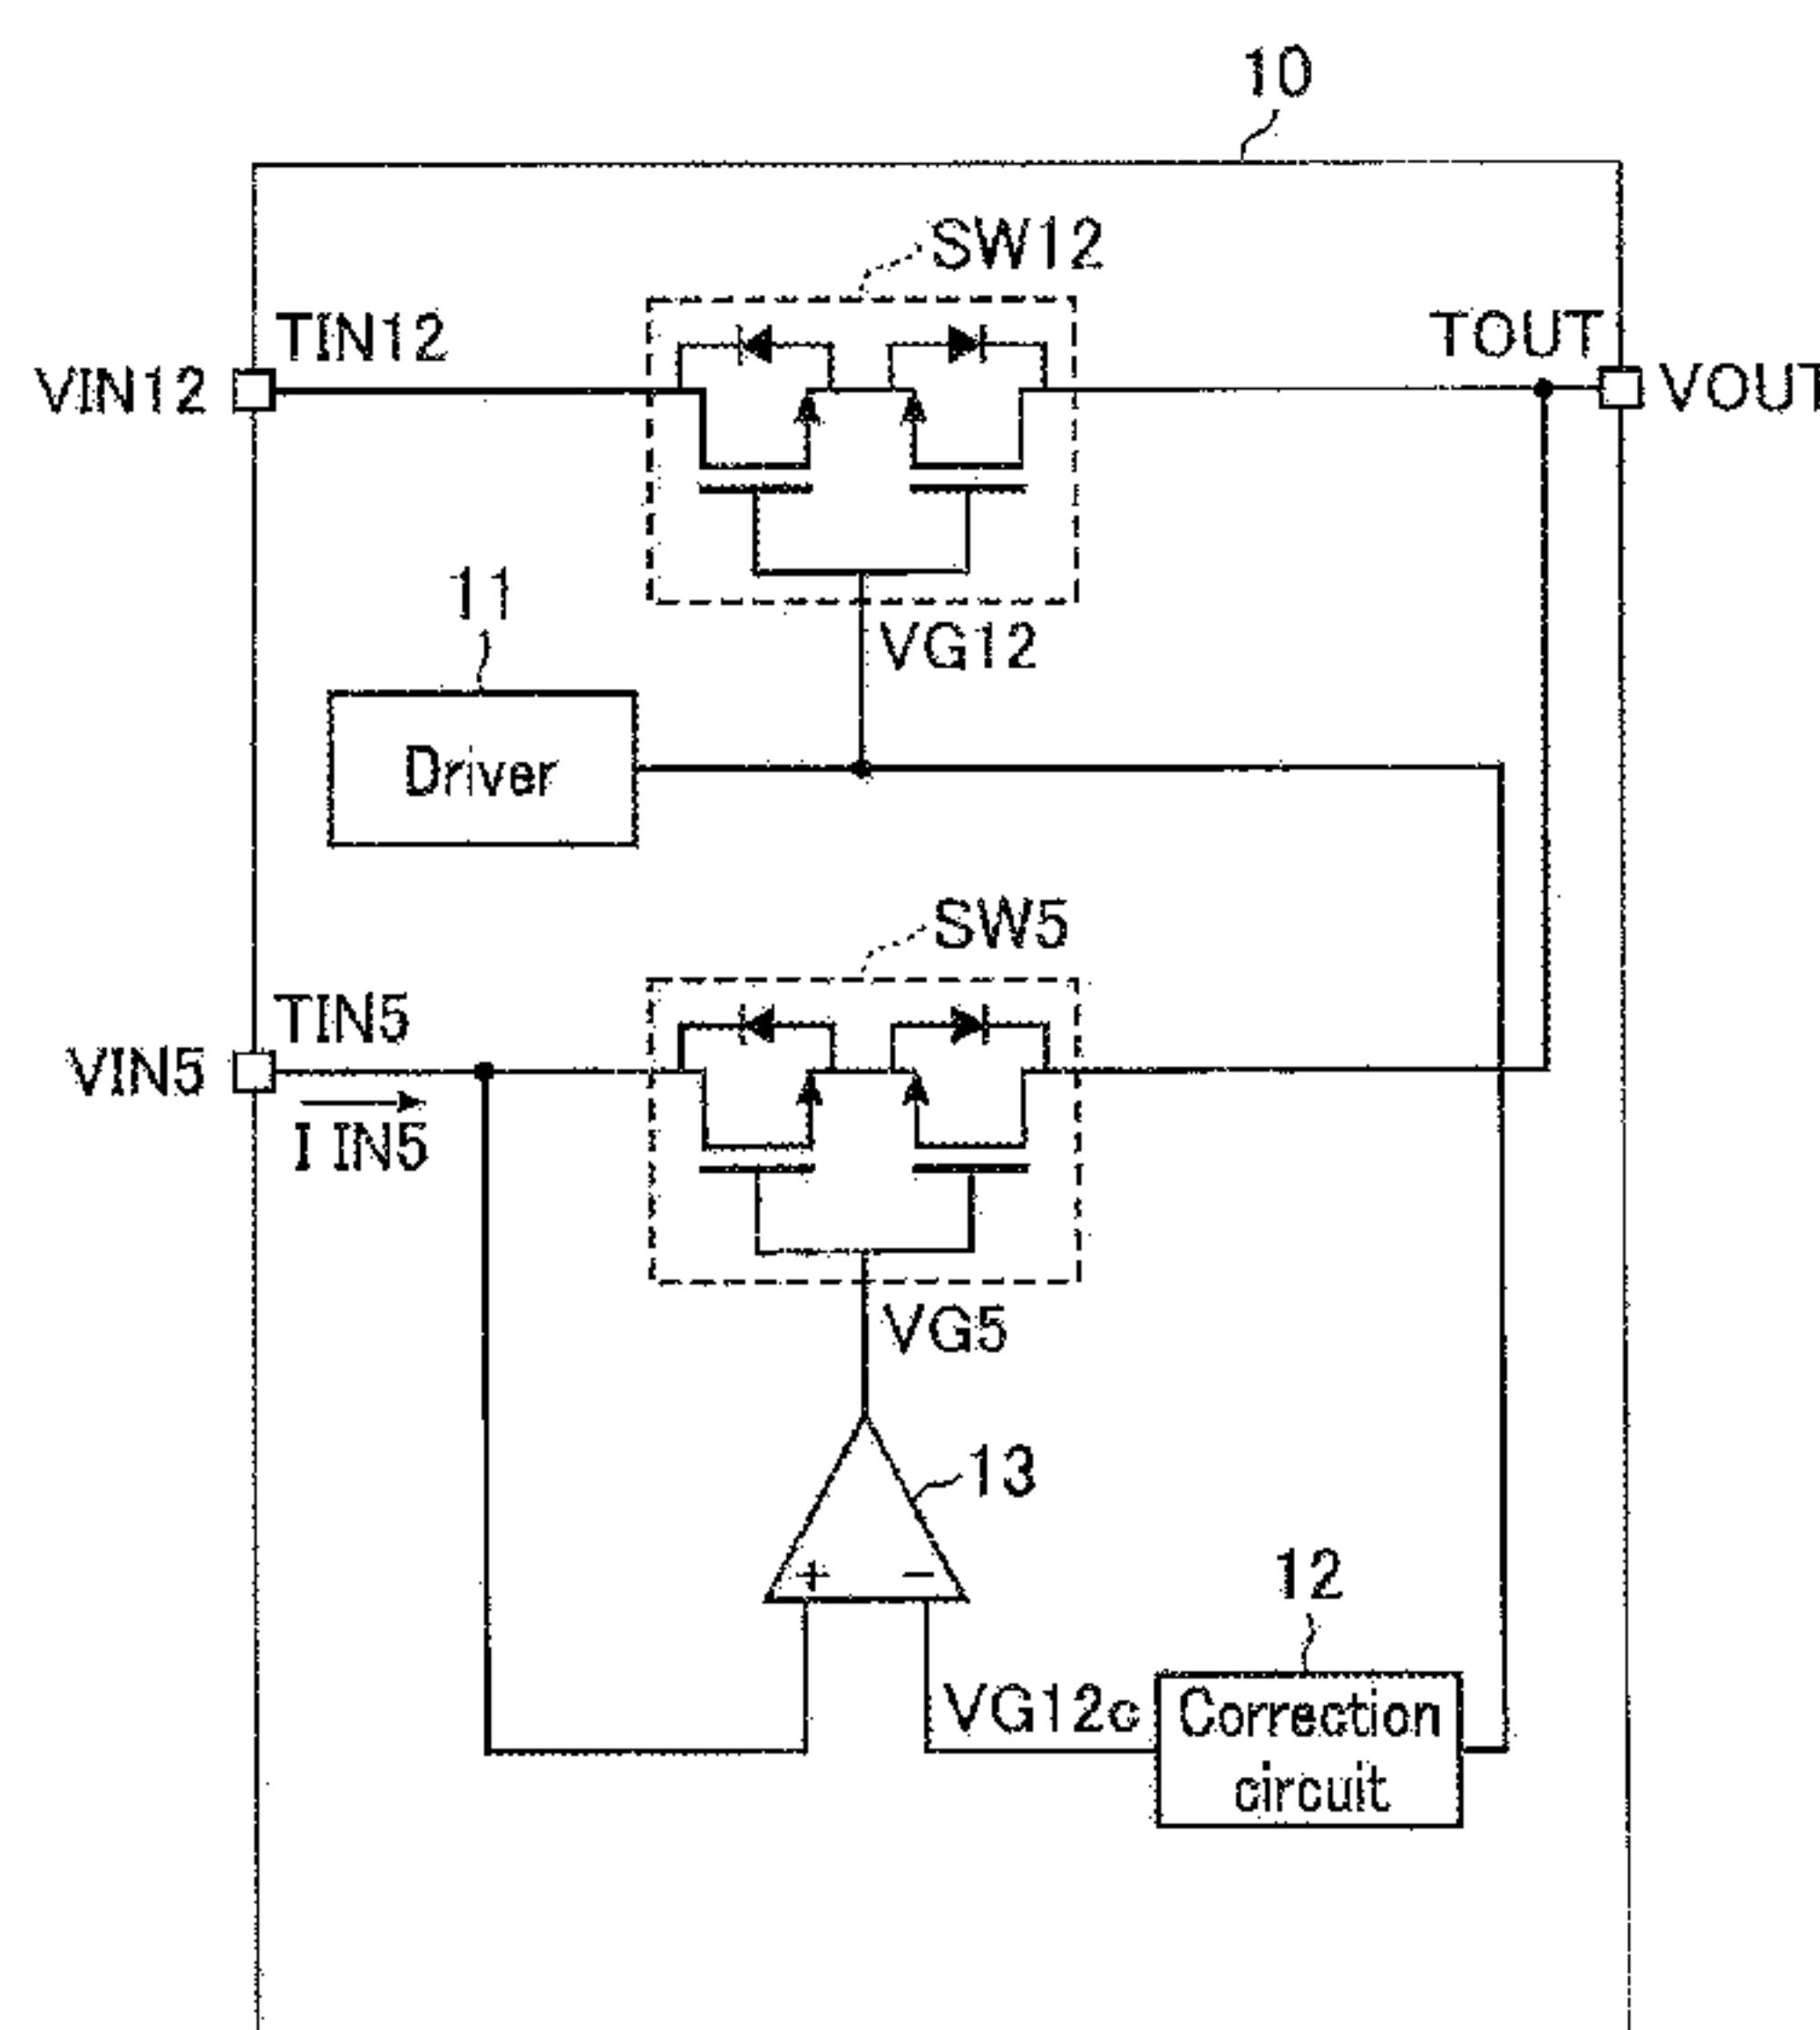 10
SW12
TIN12
TOUT
VIN12
VOUT
11
VG12
Driver
SW5
TIN5
VIN5
I IN5
VG5
13
+ −
12
VG12c
Correction
circuit